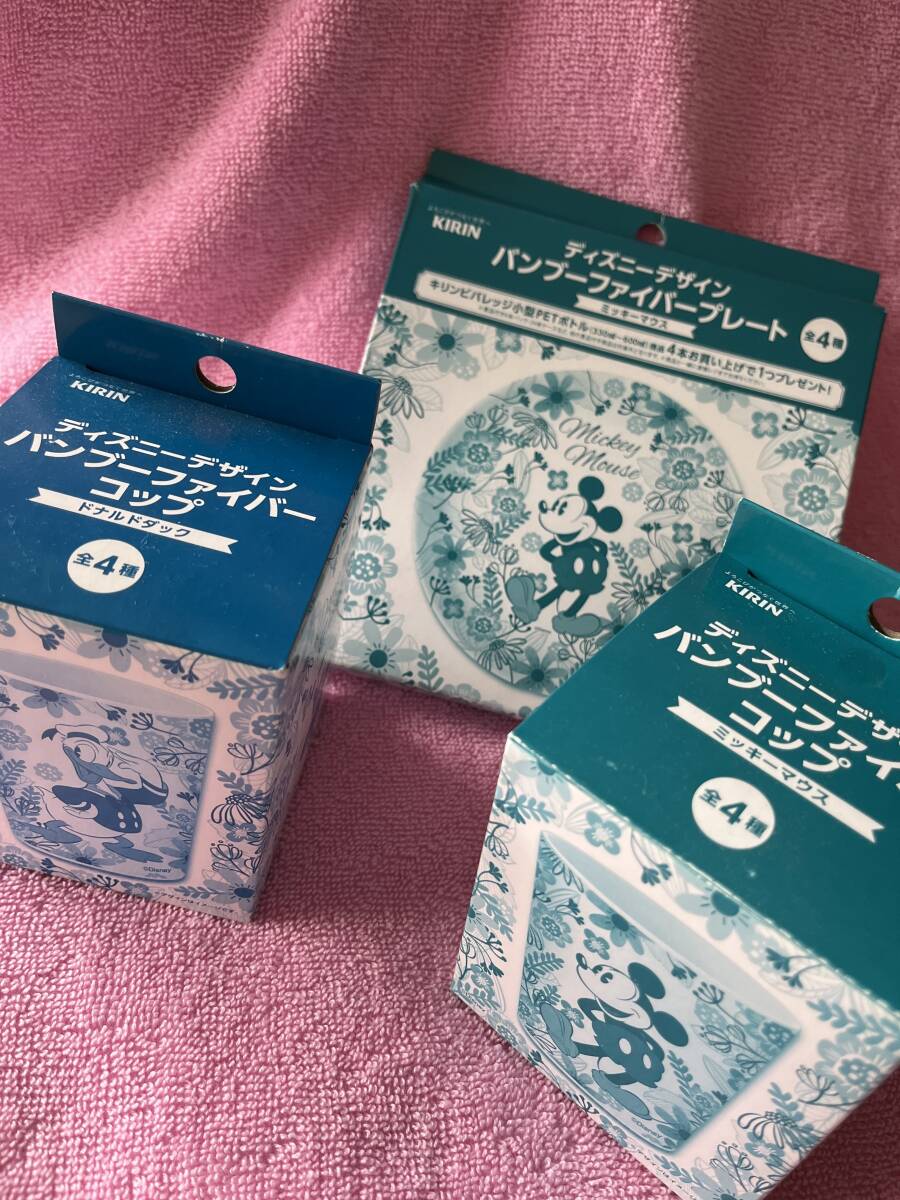 KIRIN
ディズニーデザイン
バンブーファイバープレート
ミッキーマウス
キリンビバレッジ小型PETボトル(330ml~600ml)商品4本お買い上げで1つプレゼント!
全4種
Mickey
Mouse
KIRIN
ディズニーデザイン
バンブーファイバー
コップ
ドナルドダック
全4種
©Disney
KIRIN
ディズニーデザ
バンブーファイ
コップ
ミッキーマウス
全4種
©Disney